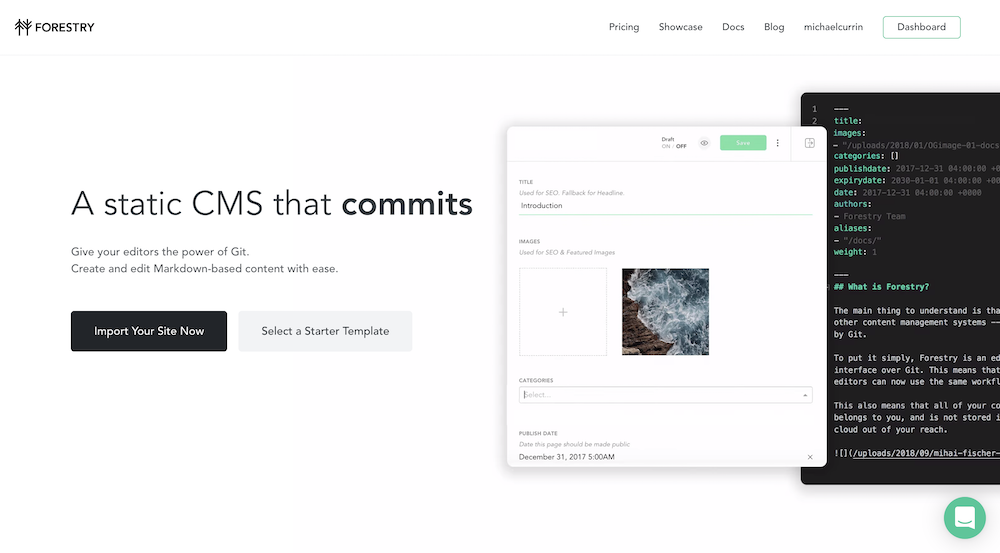 FORESTRY
Pricing
Showcase
Docs
Blog
michaelcurrin
Dashboard
A static CMS that commits
Give your editors the power of Git.
Create and edit Markdown-based content with ease.
Import Your Site Now
Select a Starter Template
Draft
ON / OFF
Save
TITLE
Used for SEO. Fallback for Headline.
Introduction
IMAGES
Used for SEO & Featured Images
+
CATEGORIES
Select...
PUBLISH DATE
Date this page should be made public
December 31, 2017 5:00AM
1 ---
2 title:
images:
- "/uploads/2018/01/OGimage-01-docs
categories: []
publishdate: 2017-12-31 04:00:00 +0
expirydate: 2030-01-01 04:00:00 +00
date: 2017-12-31 04:00:00 +0000
authors:
- Forestry Team
aliases:
- "/docs/"
weight: 1
---
## What is Forestry?
The main thing to understand is tha
other content management systems --
by Git.
To put it simply, Forestry is an ed
interface over Git. This means that
editors can now use the same workfl
This also means that all of your co
belongs to you, and is not stored i
cloud out of your reach.
![](/uploads/2018/09/mihai-fischer-